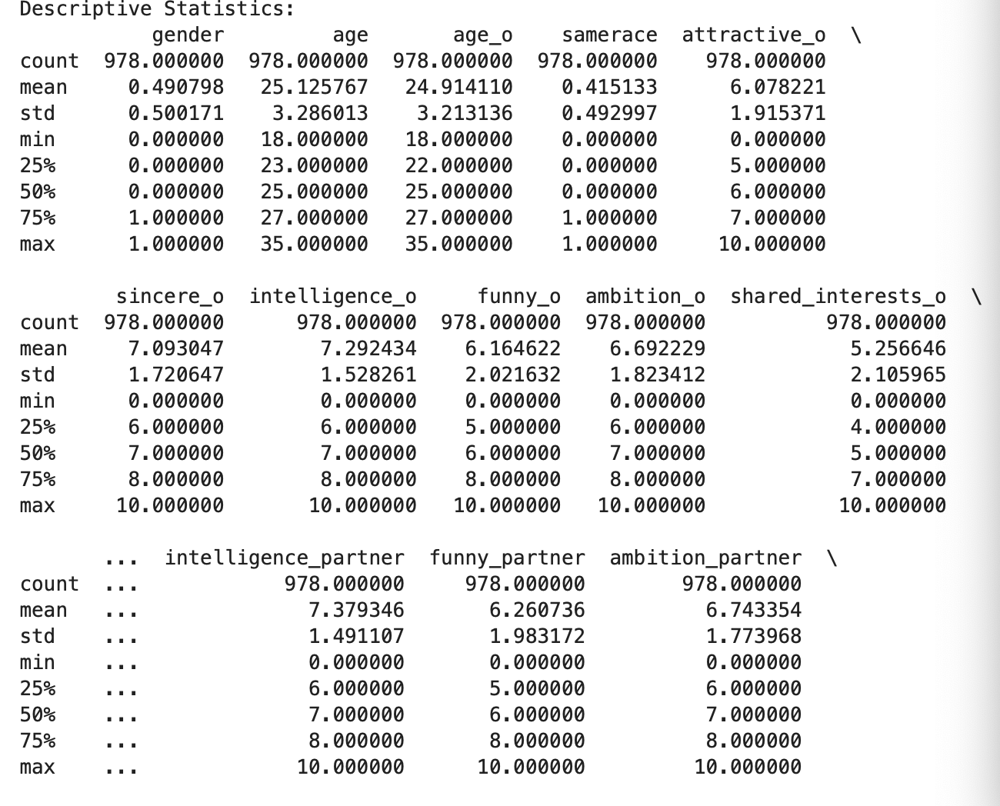 Descriptive Statistics:
gender age age_o samerace attractive_o \
count 978.000000 978.000000 978.000000 978.000000 978.000000
mean 0.490798 25.125767 24.914110 0.415133 6.078221
std 0.500171 3.286013 3.213136 0.492997 1.915371
min 0.000000 18.000000 18.000000 0.000000 0.000000
25% 0.000000 23.000000 22.000000 0.000000 5.000000
50% 0.000000 25.000000 25.000000 0.000000 6.000000
75% 1.000000 27.000000 27.000000 1.000000 7.000000
max 1.000000 35.000000 35.000000 1.000000 10.000000
sincere_o intelligence_o funny_o ambition_o shared_interests_o \
count 978.000000 978.000000 978.000000 978.000000 978.000000
mean 7.093047 7.292434 6.164622 6.692229 5.256646
std 1.720647 1.528261 2.021632 1.823412 2.105965
min 0.000000 0.000000 0.000000 0.000000 0.000000
25% 6.000000 6.000000 5.000000 6.000000 4.000000
50% 7.000000 7.000000 6.000000 7.000000 5.000000
75% 8.000000 8.000000 8.000000 8.000000 7.000000
max 10.000000 10.000000 10.000000 10.000000 10.000000
... intelligence_partner funny_partner ambition_partner \
count ... 978.000000 978.000000 978.000000
mean ... 7.379346 6.260736 6.743354
std ... 1.491107 1.983172 1.773968
min ... 0.000000 0.000000 0.000000
25% ... 6.000000 5.000000 6.000000
50% ... 7.000000 6.000000 7.000000
75% ... 8.000000 8.000000 8.000000
max ... 10.000000 10.000000 10.000000